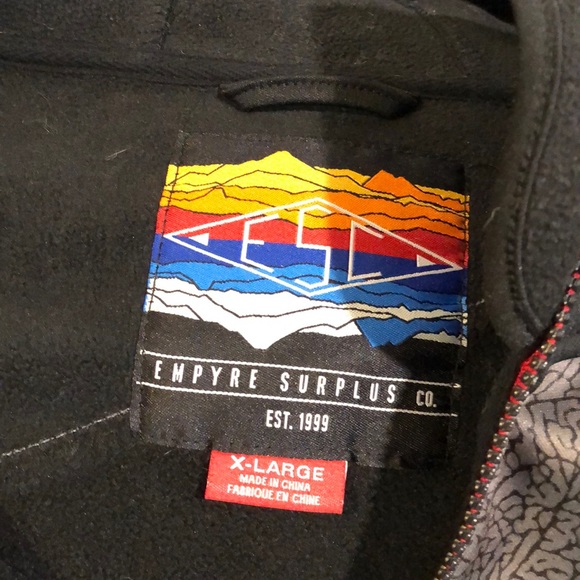 ESC
EMPYRE SURPLUS CO.
EST. 1999
X-LARGE
MADE IN CHINA
FABRIQUE EN CHINE